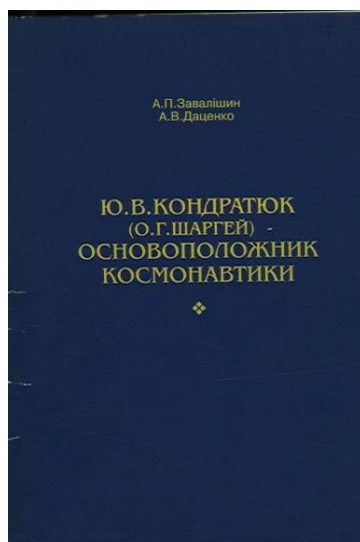 А.П.Завалішин
А.В.Даценко
Ю.В.КОНДРАТЮК
(О.Г.ШАРГЕЙ) -
ОСНОВОПОЛОЖНИК
КОСМОНАВТИКИ